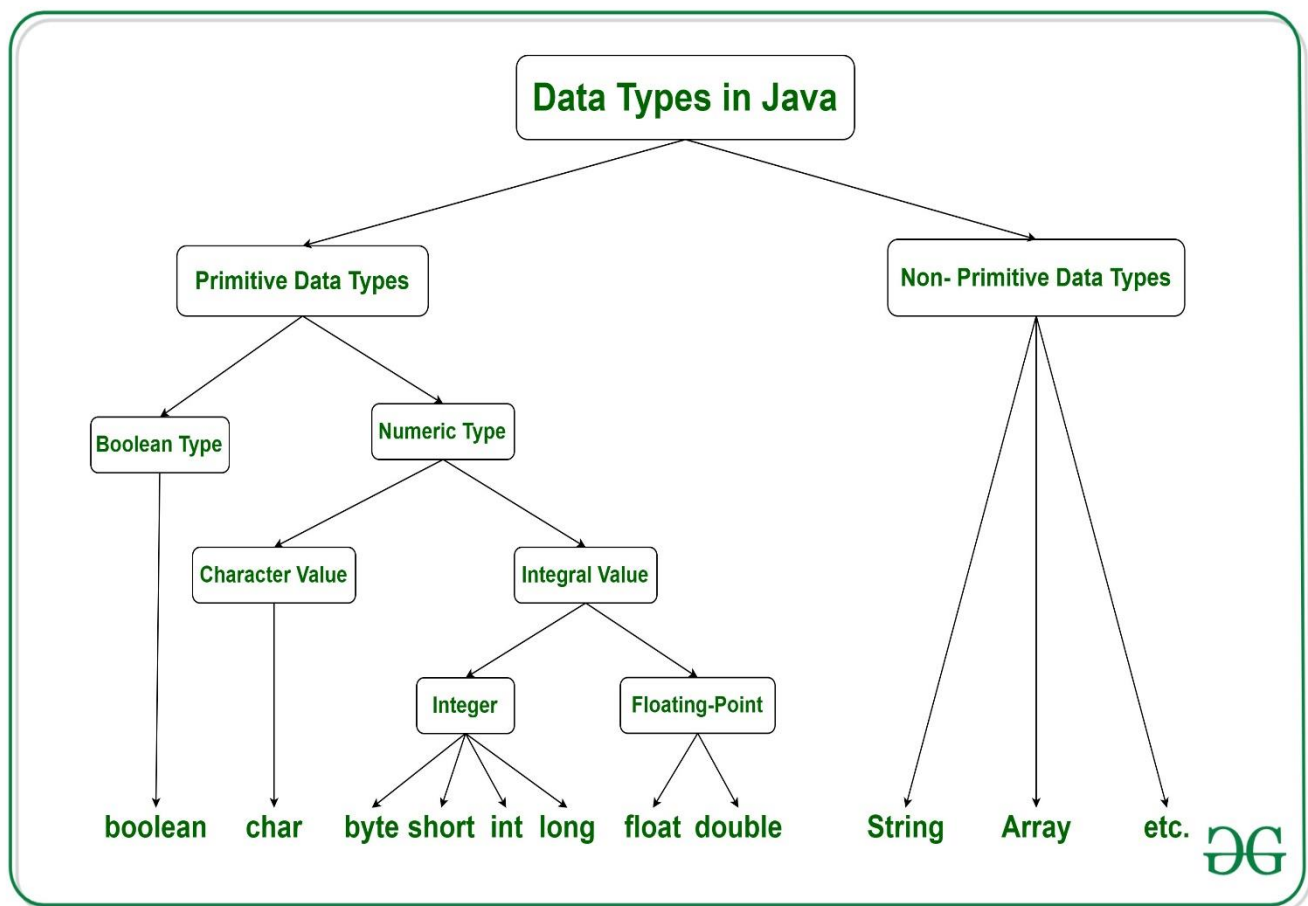 Data Types in Java
Primitive Data Types
Non- Primitive Data Types
Boolean Type
Numeric Type
Character Value
Integral Value
Integer
Floating-Point
boolean
char
byte
short
int
long
float
double
String
Array
etc.